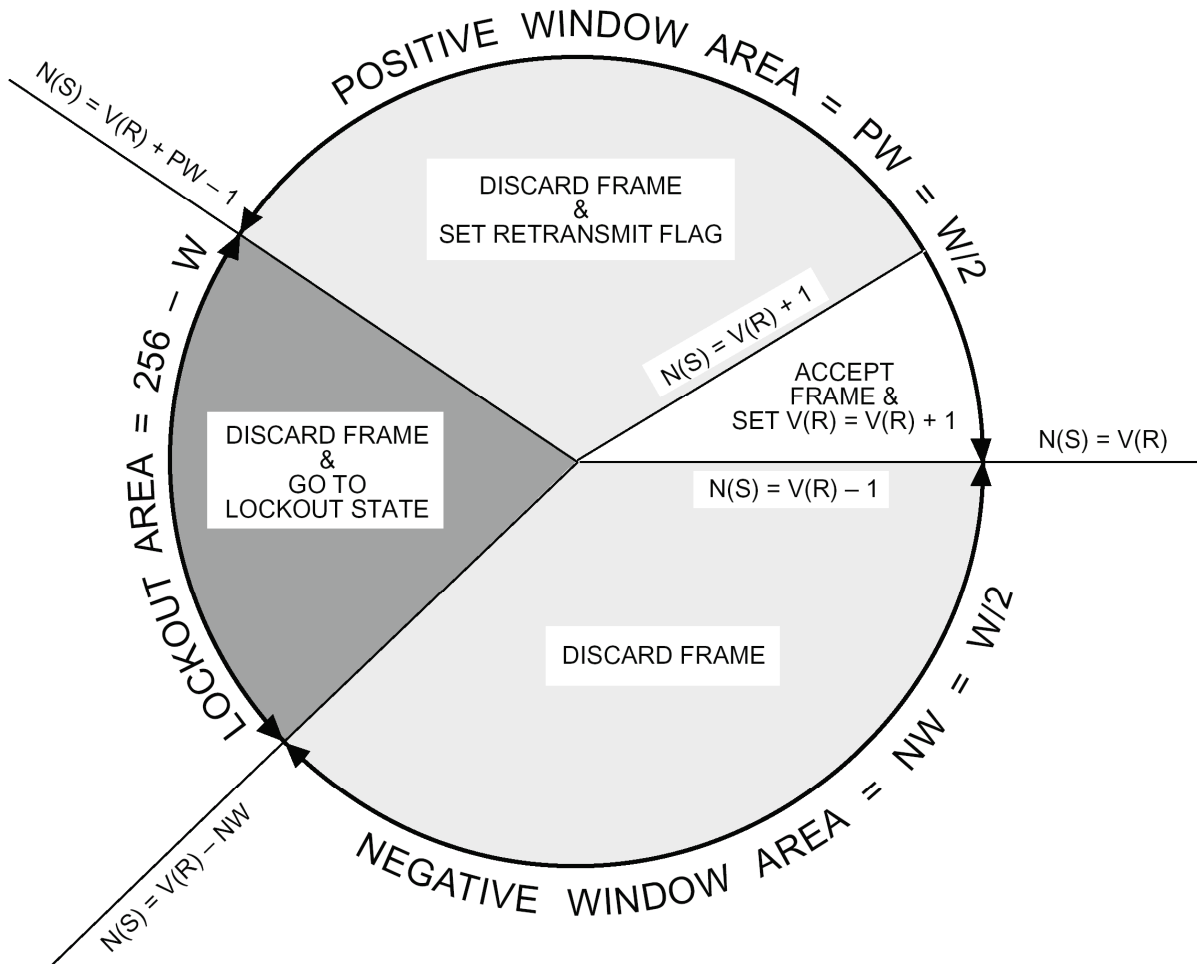 POSITIVE WINDOW AREA = PW = W/2
N(S) = V(R) + PW – 1
DISCARD FRAME
&
SET RETRANSMIT FLAG
N(S) = V(R) + 1
ACCEPT
FRAME &
SET V(R) = V(R) + 1
N(S) = V(R)
LOCKOUT AREA = 256 – W
DISCARD FRAME
&
GO TO
LOCKOUT STATE
N(S) = V(R) – 1
DISCARD FRAME
N(S) = V(R) – NW
NEGATIVE WINDOW AREA = NW = W/2